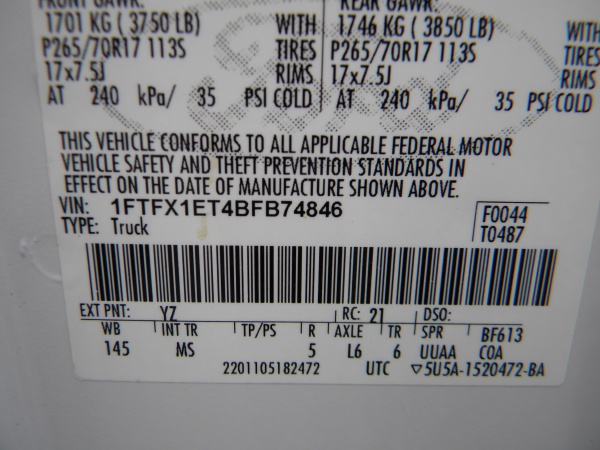 FRONT GAWR: REAR GAWR:
1701 KG ( 3750 LB) WITH 1746 KG ( 3850 LB) WITH
P265/70R17 113S TIRES P265/70R17 113S TIRES
17x7.5J RIMS 17x7.5J RIMS
AT 240 kPa/ 35 PSI COLD AT 240 kPa/ 35 PSI COLD
THIS VEHICLE CONFORMS TO ALL APPLICABLE FEDERAL MOTOR
VEHICLE SAFETY AND THEFT PREVENTION STANDARDS IN
EFFECT ON THE DATE OF MANUFACTURE SHOWN ABOVE.
VIN: 1FTFX1ET4BFB74846 F0044
TYPE: Truck T0487
EXT PNT: YZ RC: 21 DSO:
WB INT TR TP/PS R AXLE TR SPR BF613
145 MS 5 L6 6 UUAA COA
2201105182472 UTC ▽5U5A-1520472-BA